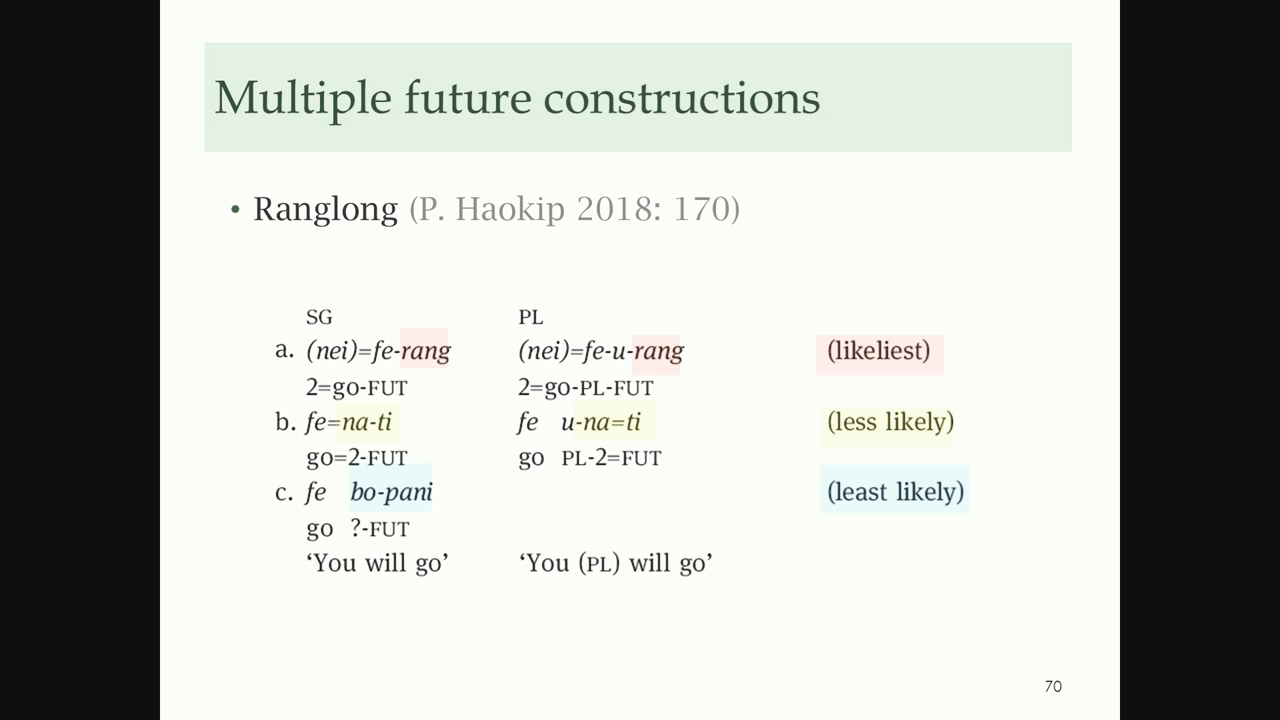 Multiple future constructions
• Ranglong (P. Haokip 2018: 170)
SG PL
a. (nei)=fe-rang (nei)=fe-u-rang (likeliest)
2=go-FUT 2=go-PL-FUT
b. fe=na-ti fe u-na=ti (less likely)
go=2-FUT go PL-2=FUT
c. fe bo-pani (least likely)
go ?-FUT
‘You will go’ ‘You (PL) will go’
70